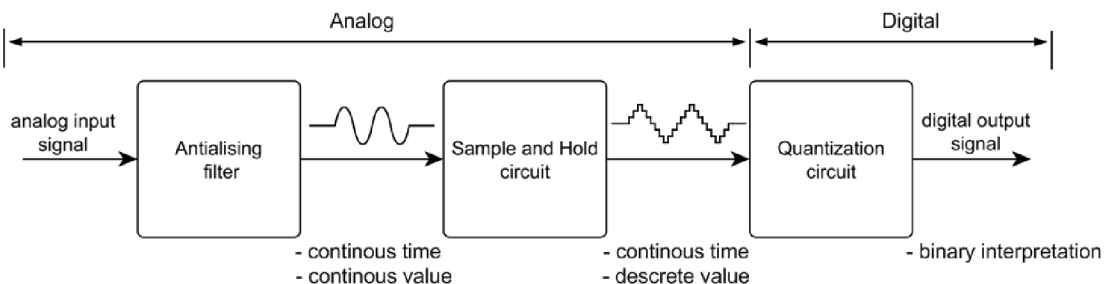 Analog
Digital
analog input
signal
Antialising
filter
Sample and Hold
circuit
Quantization
circuit
digital output
signal
- continous time
- continous value
- continous time
- descrete value
- binary interpretation